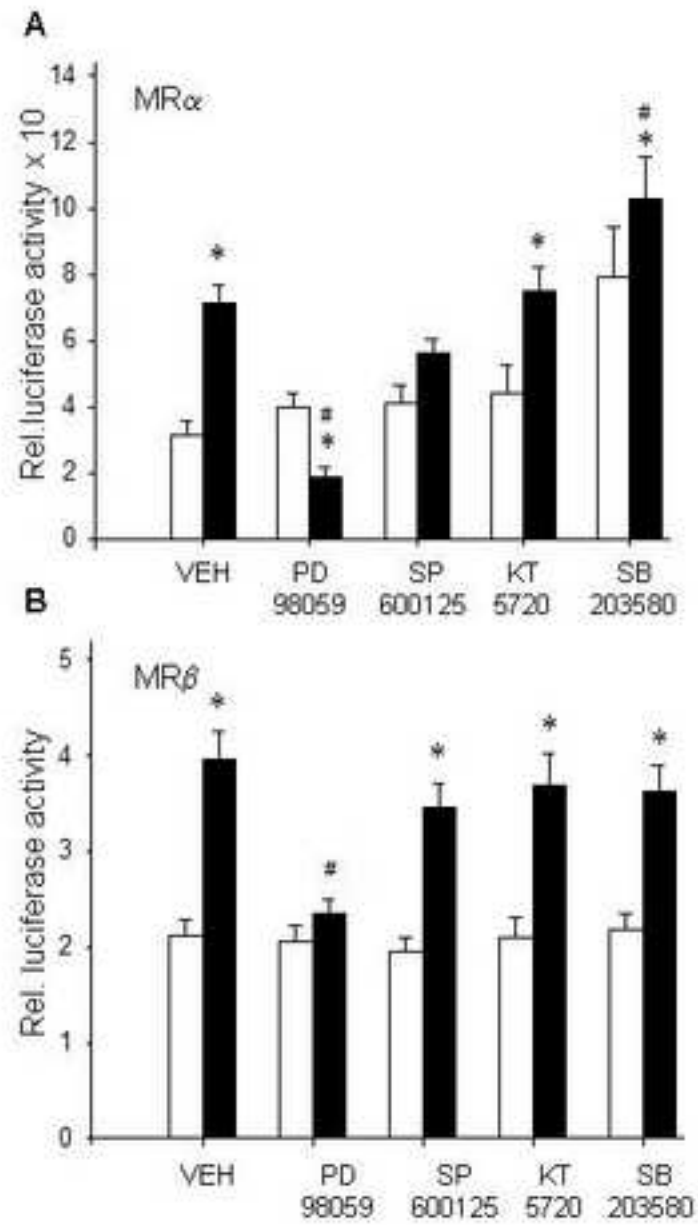 A
MRα
Rel.luciferase activity x 10
14
12
10
8
6
4
2
0
*
#
*
*
#
*
VEH PD SP KT SB
98059 600125 5720 203580
B
MRβ
Rel. luciferase activity
5
4
3
2
1
0
*
#
*
*
*
VEH PD SP KT SB
98059 600125 5720 203580